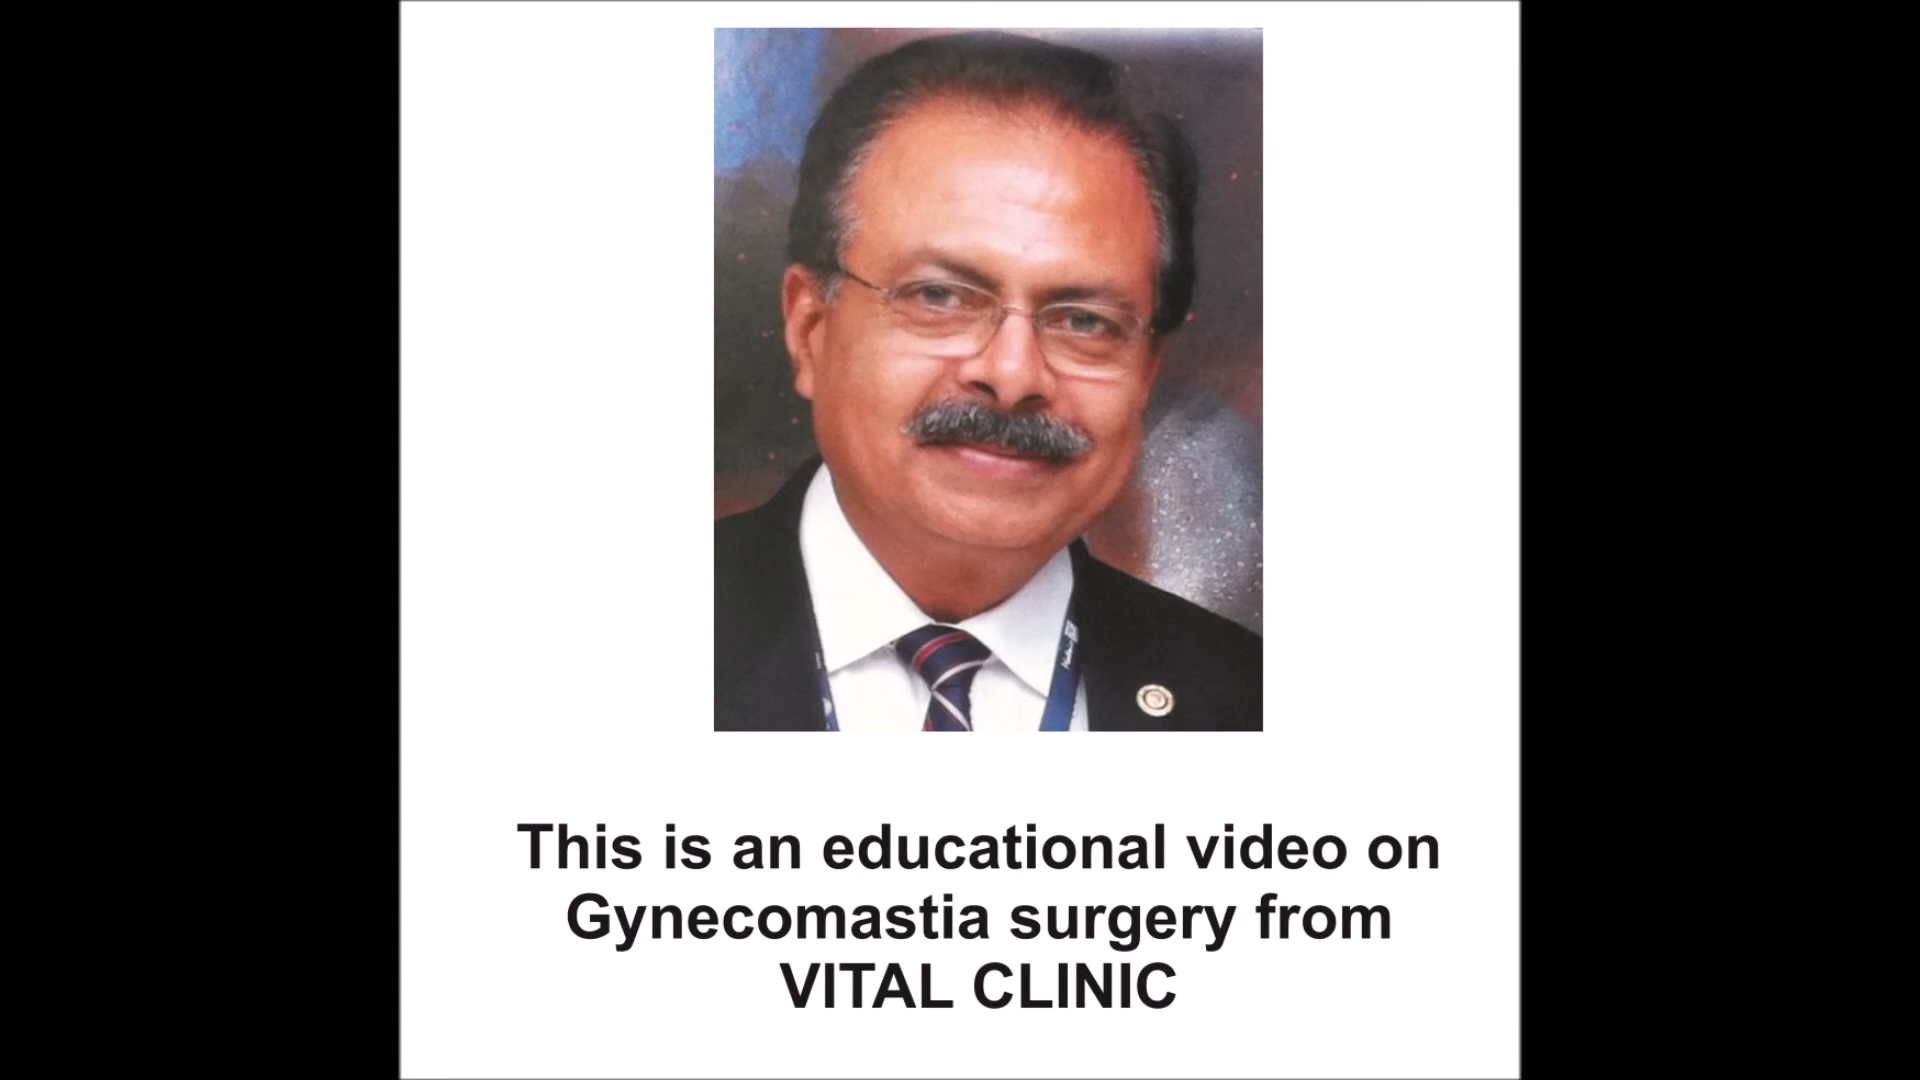 This is an educational video on
Gynecomastia surgery from
VITAL CLINIC